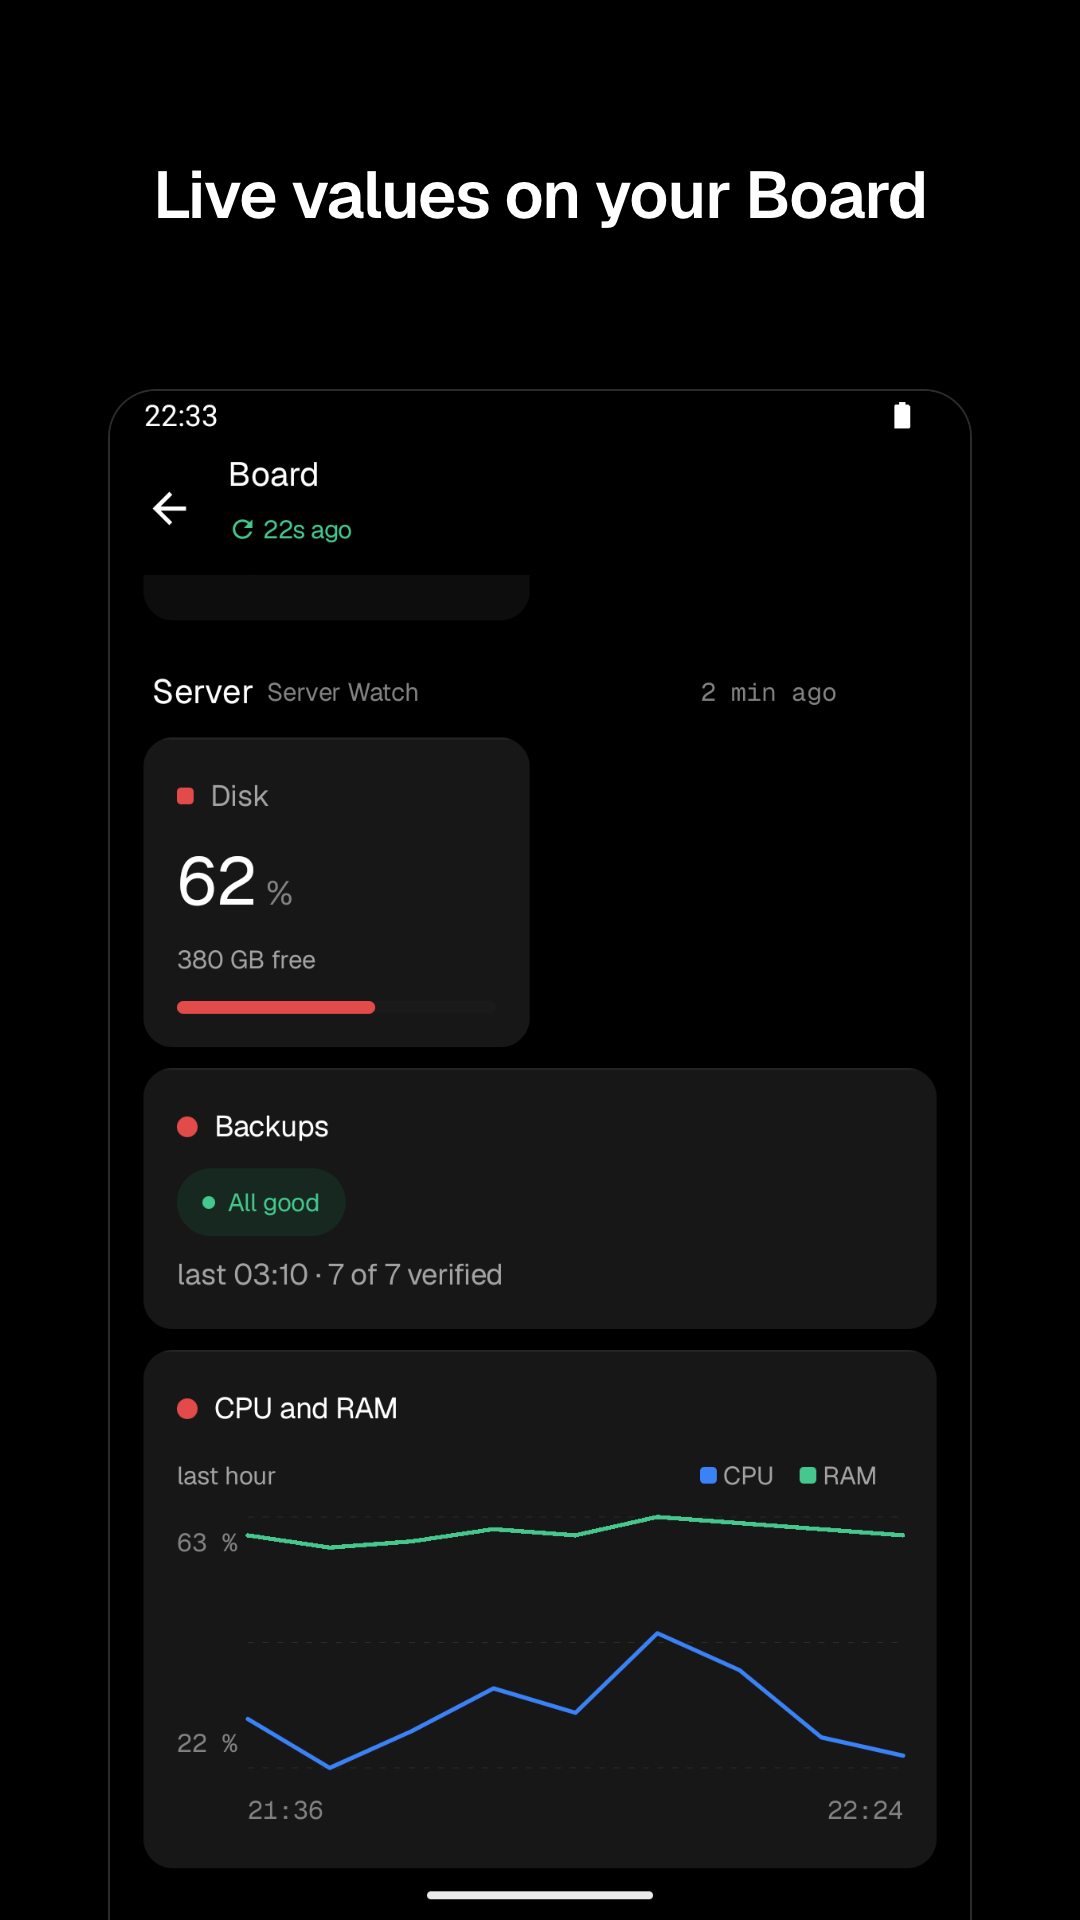 Live values on your Board
22:33
Board
22s ago
Server Server Watch 2 min ago
Disk
62 %
380 GB free
Backups
All good
last 03:10 · 7 of 7 verified
CPU and RAM
last hour CPU RAM
63 %
22 %
21:36 22:24